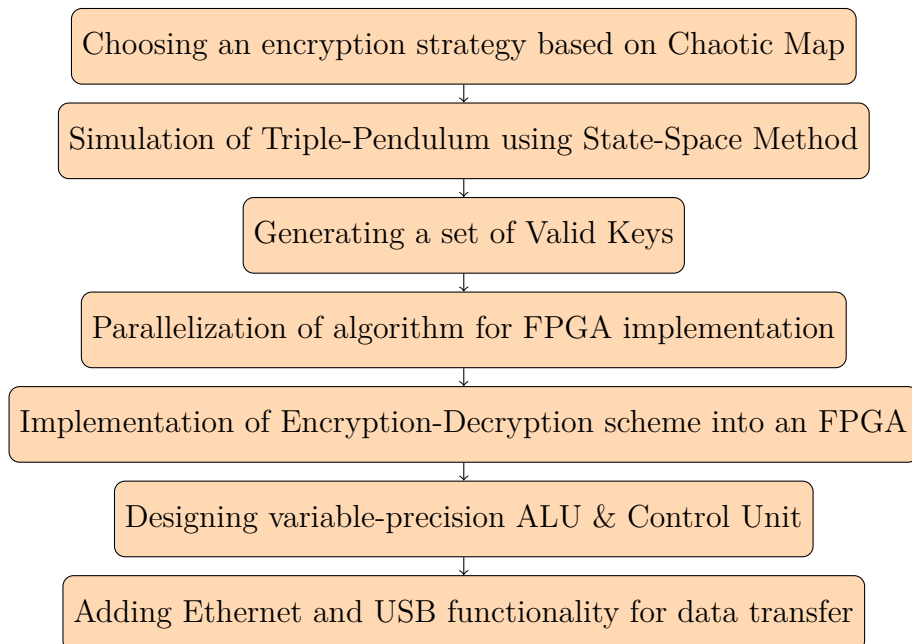 Choosing an encryption strategy based on Chaotic Map
Simulation of Triple-Pendulum using State-Space Method
Generating a set of Valid Keys
Parallelization of algorithm for FPGA implementation
Implementation of Encryption-Decryption scheme into an FPGA
Designing variable-precision ALU & Control Unit
Adding Ethernet and USB functionality for data transfer